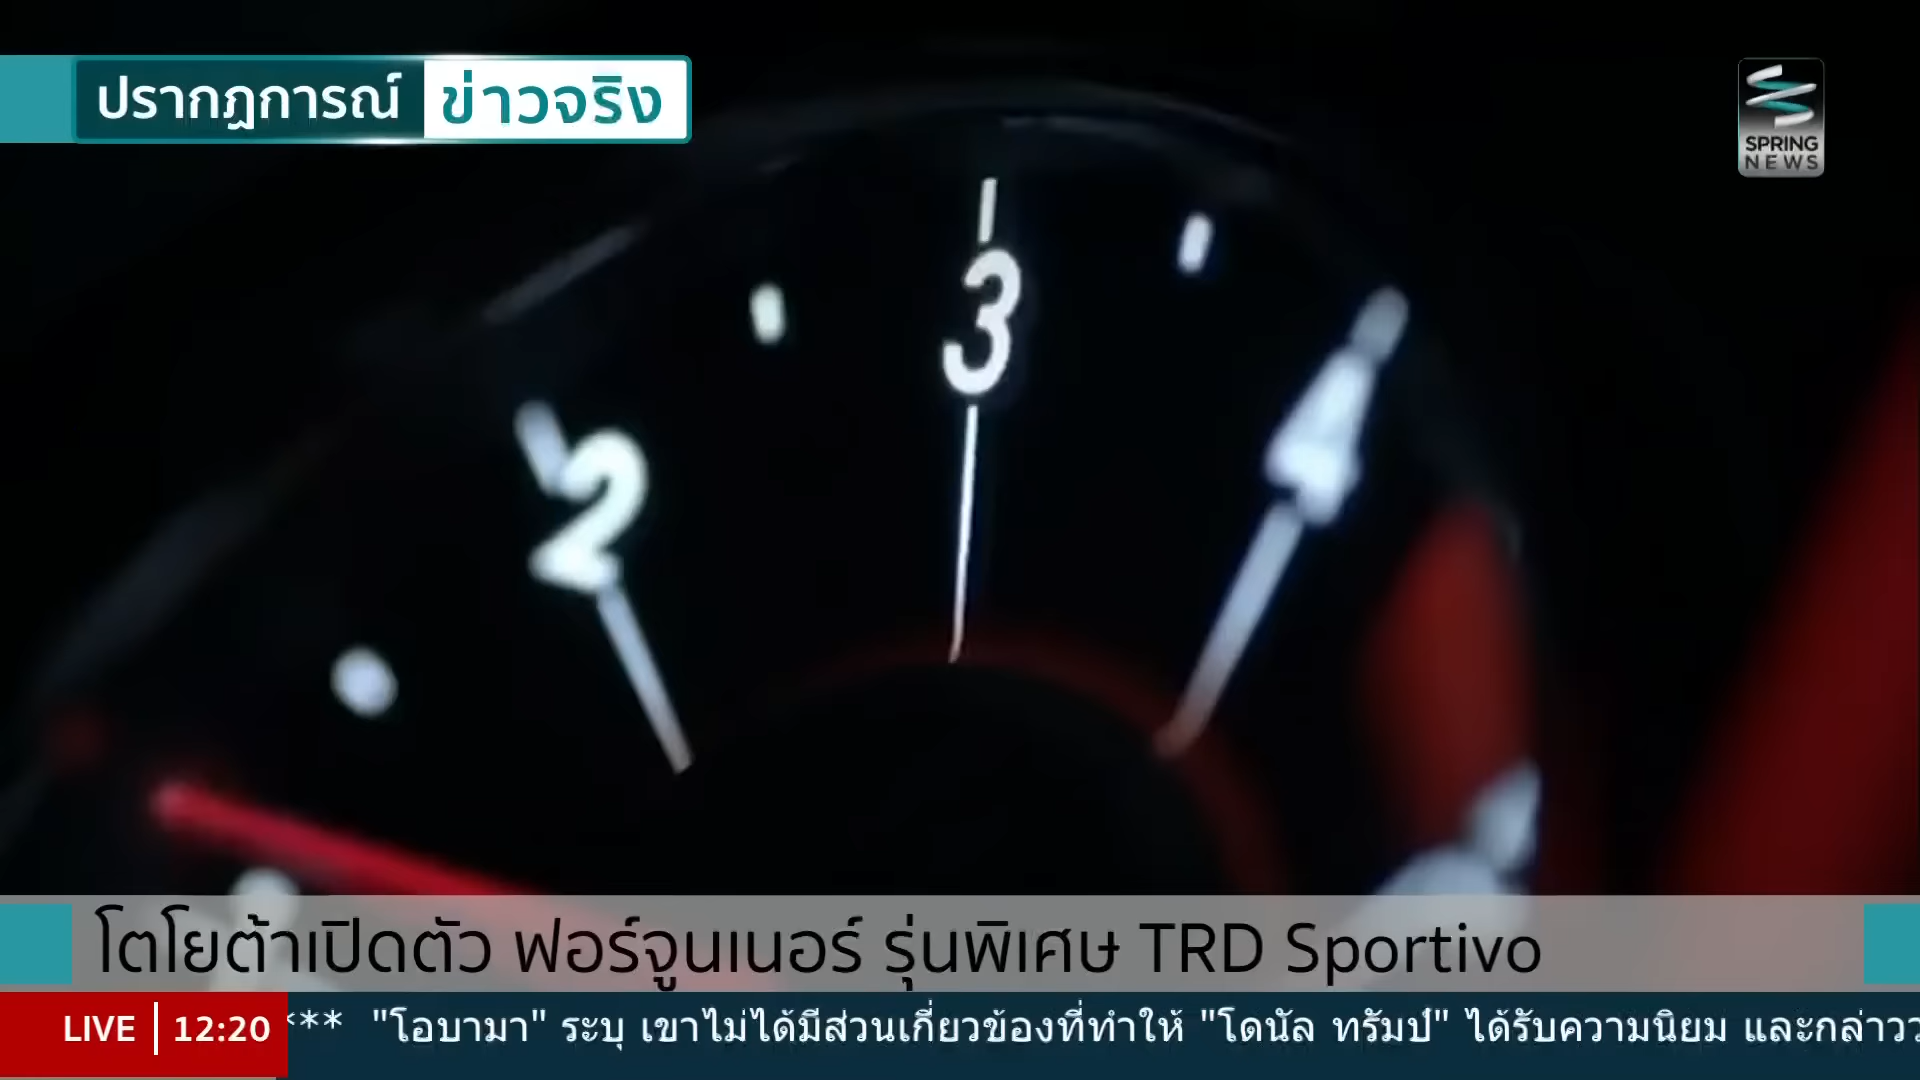 ปรากฏการณ์ ข่าวจริง
SPRING
NEWS
3
2
โตโยต้าเปิดตัว ฟอร์จูนเนอร์ รุ่นพิเศษ TRD Sportivo
LIVE 12:20 *** "โอบามา" ระบุ เขาไม่ได้มีส่วนเกี่ยวข้องที่ทำให้ "โดนัล ทรัมป์" ได้รับความนิยม และกล่าวว